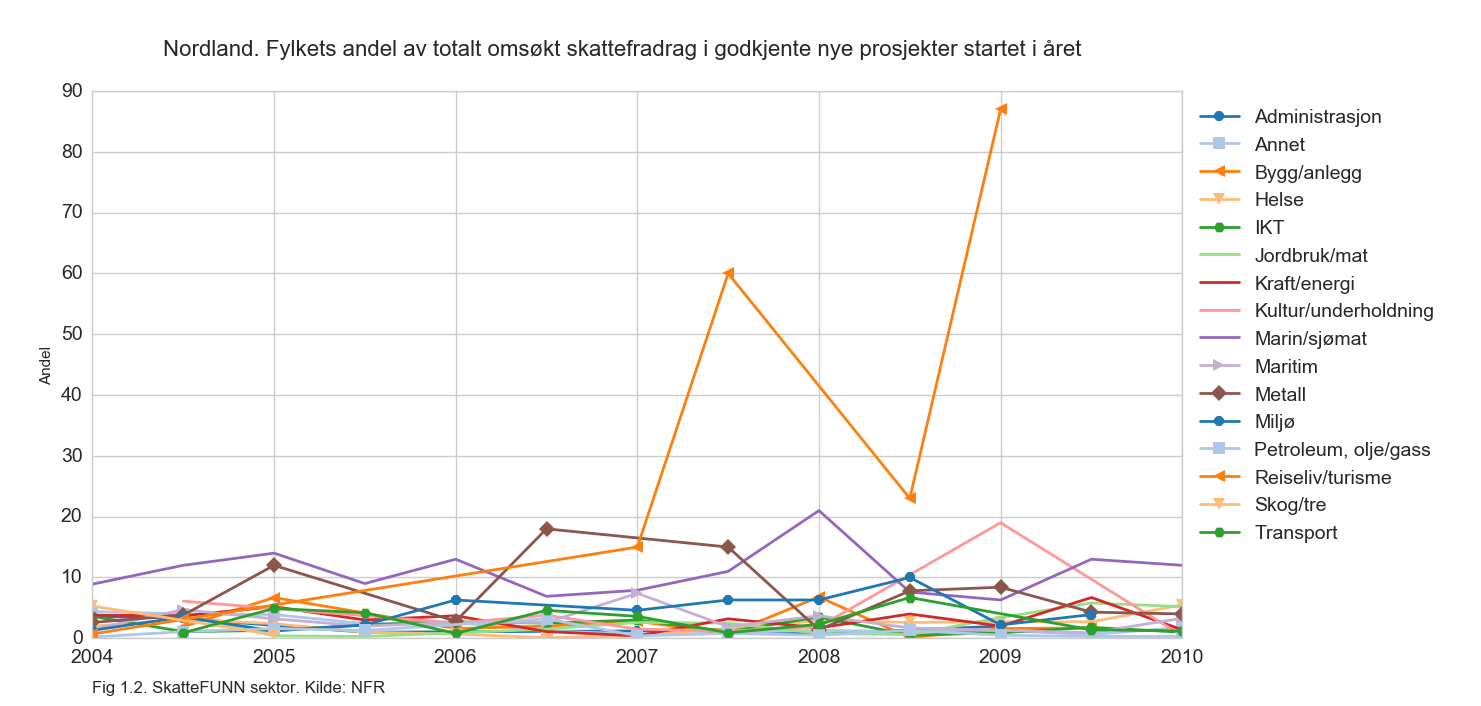 Nordland. Fylkets andel av totalt omsøkt skattefradrag i godkjente nye prosjekter startet i året
90
80
70
60
50
40
30
20
10
0
Andel
2004 2005 2006 2007 2008 2009 2010
Administrasjon
Annet
Bygg/anlegg
Helse
IKT
Jordbruk/mat
Kraft/energi
Kultur/underholdning
Marin/sjømat
Maritim
Metall
Miljø
Petroleum, olje/gass
Reiseliv/turisme
Skog/tre
Transport
Fig 1.2. SkatteFUNN sektor. Kilde: NFR